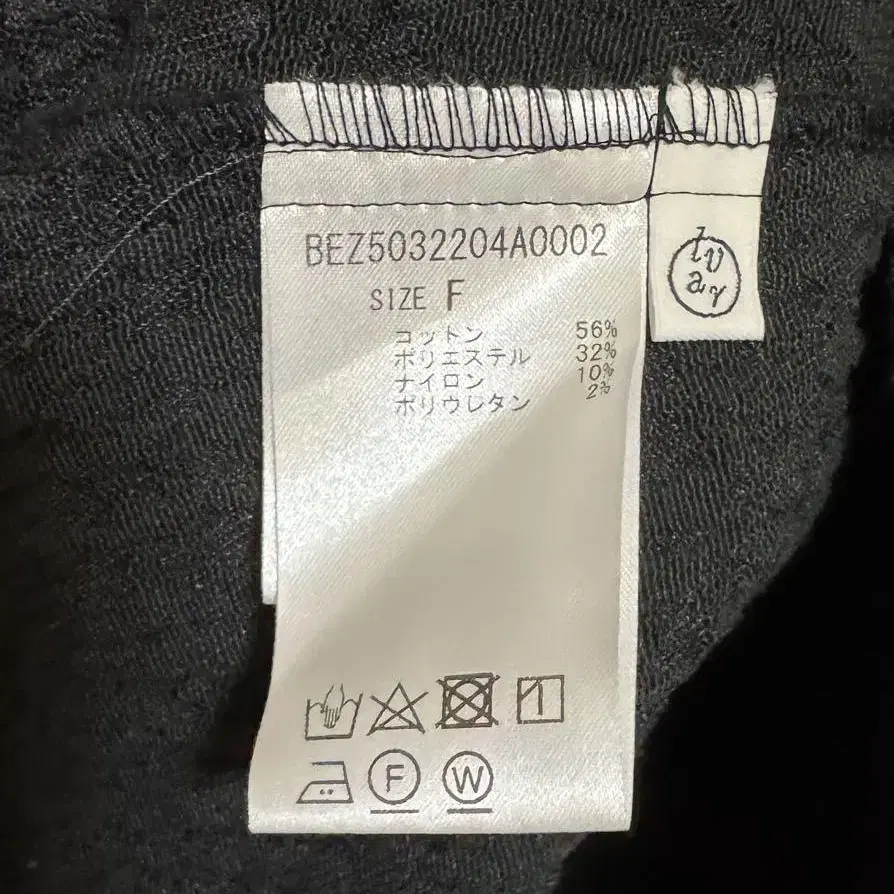 BEZ5032204A0002
SIZE F
コットン 56%
ポリエステル 32%
ナイロン 10%
ポリウレタン 2%
F W